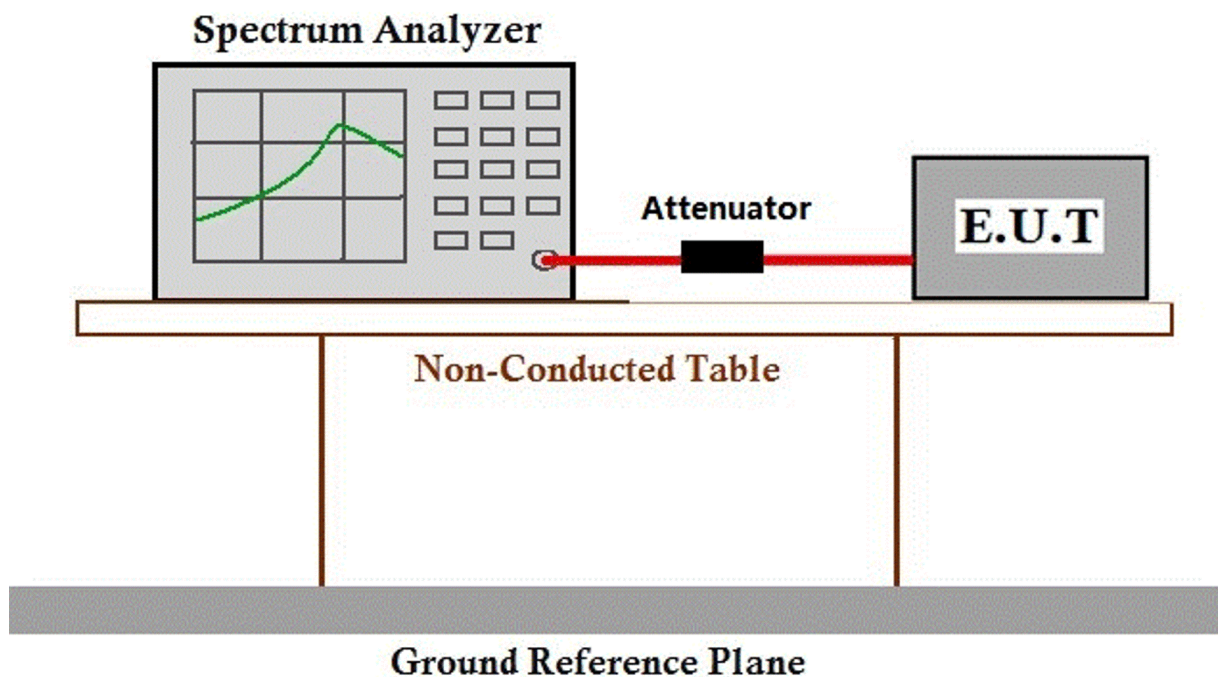 Spectrum Analyzer
Attenuator
E.U.T
Non-Conducted Table
Ground Reference Plane